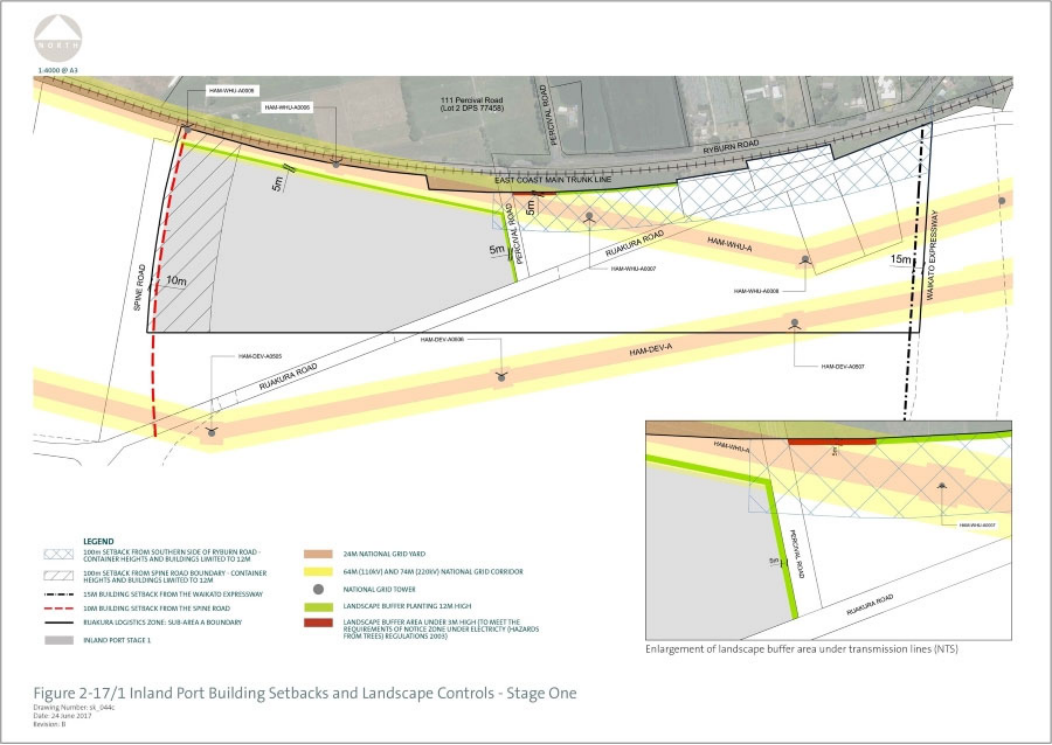 NORTH
1:4000 @ A3
HAM-WHU-A0006
HAM-WHU-A0005
111 Percival Road
(Lot 2 DPS 77458)
PERCIVAL ROAD
RYBURN ROAD
EAST COAST MAIN TRUNK LINE
5m
5m
PERCIVAL ROAD
5m
RUAKURA ROAD
HAM-WHU-A
HAM-WHU-A0007
HAM-WHU-A0008
15m
WAIKATO EXPRESSWAY
SPINE ROAD
10m
HAM-DEV-A0505
HAM-DEV-A0506
HAM-DEV-A
HAM-DEV-A0507
RUAKURA ROAD
HAM-WHU-A
5m
HAM-WHU-A0007
PERCIVAL ROAD
5m
RUAKURA ROAD
Enlargement of landscape buffer area under transmission lines (NTS)
LEGEND
100m SETBACK FROM SOUTHERN SIDE OF RYBURN ROAD -
CONTAINER HEIGHTS AND BUILDINGS LIMITED TO 12M
100m SETBACK FROM SPINE ROAD BOUNDARY - CONTAINER
HEIGHTS AND BUILDINGS LIMITED TO 12M
15M BUILDING SETBACK FROM THE WAIKATO EXPRESSWAY
10M BUILDING SETBACK FROM THE SPINE ROAD
RUAKURA LOGISTICS ZONE: SUB-AREA A BOUNDARY
INLAND PORT STAGE 1
24M NATIONAL GRID YARD
64M (110kV) AND 74M (220kV) NATIONAL GRID CORRIDOR
NATIONAL GRID TOWER
LANDSCAPE BUFFER PLANTING 12M HIGH
LANDSCAPE BUFFER AREA UNDER 3M HIGH (TO MEET THE
REQUIREMENTS OF NOTICE ZONE UNDER ELECTRICTY (HAZARDS
FROM TREES) REGULATIONS 2003)
Figure 2-17/1 Inland Port Building Setbacks and Landscape Controls - Stage One
Drawing Number: sk_044c
Date: 24 June 2017
Revision: B